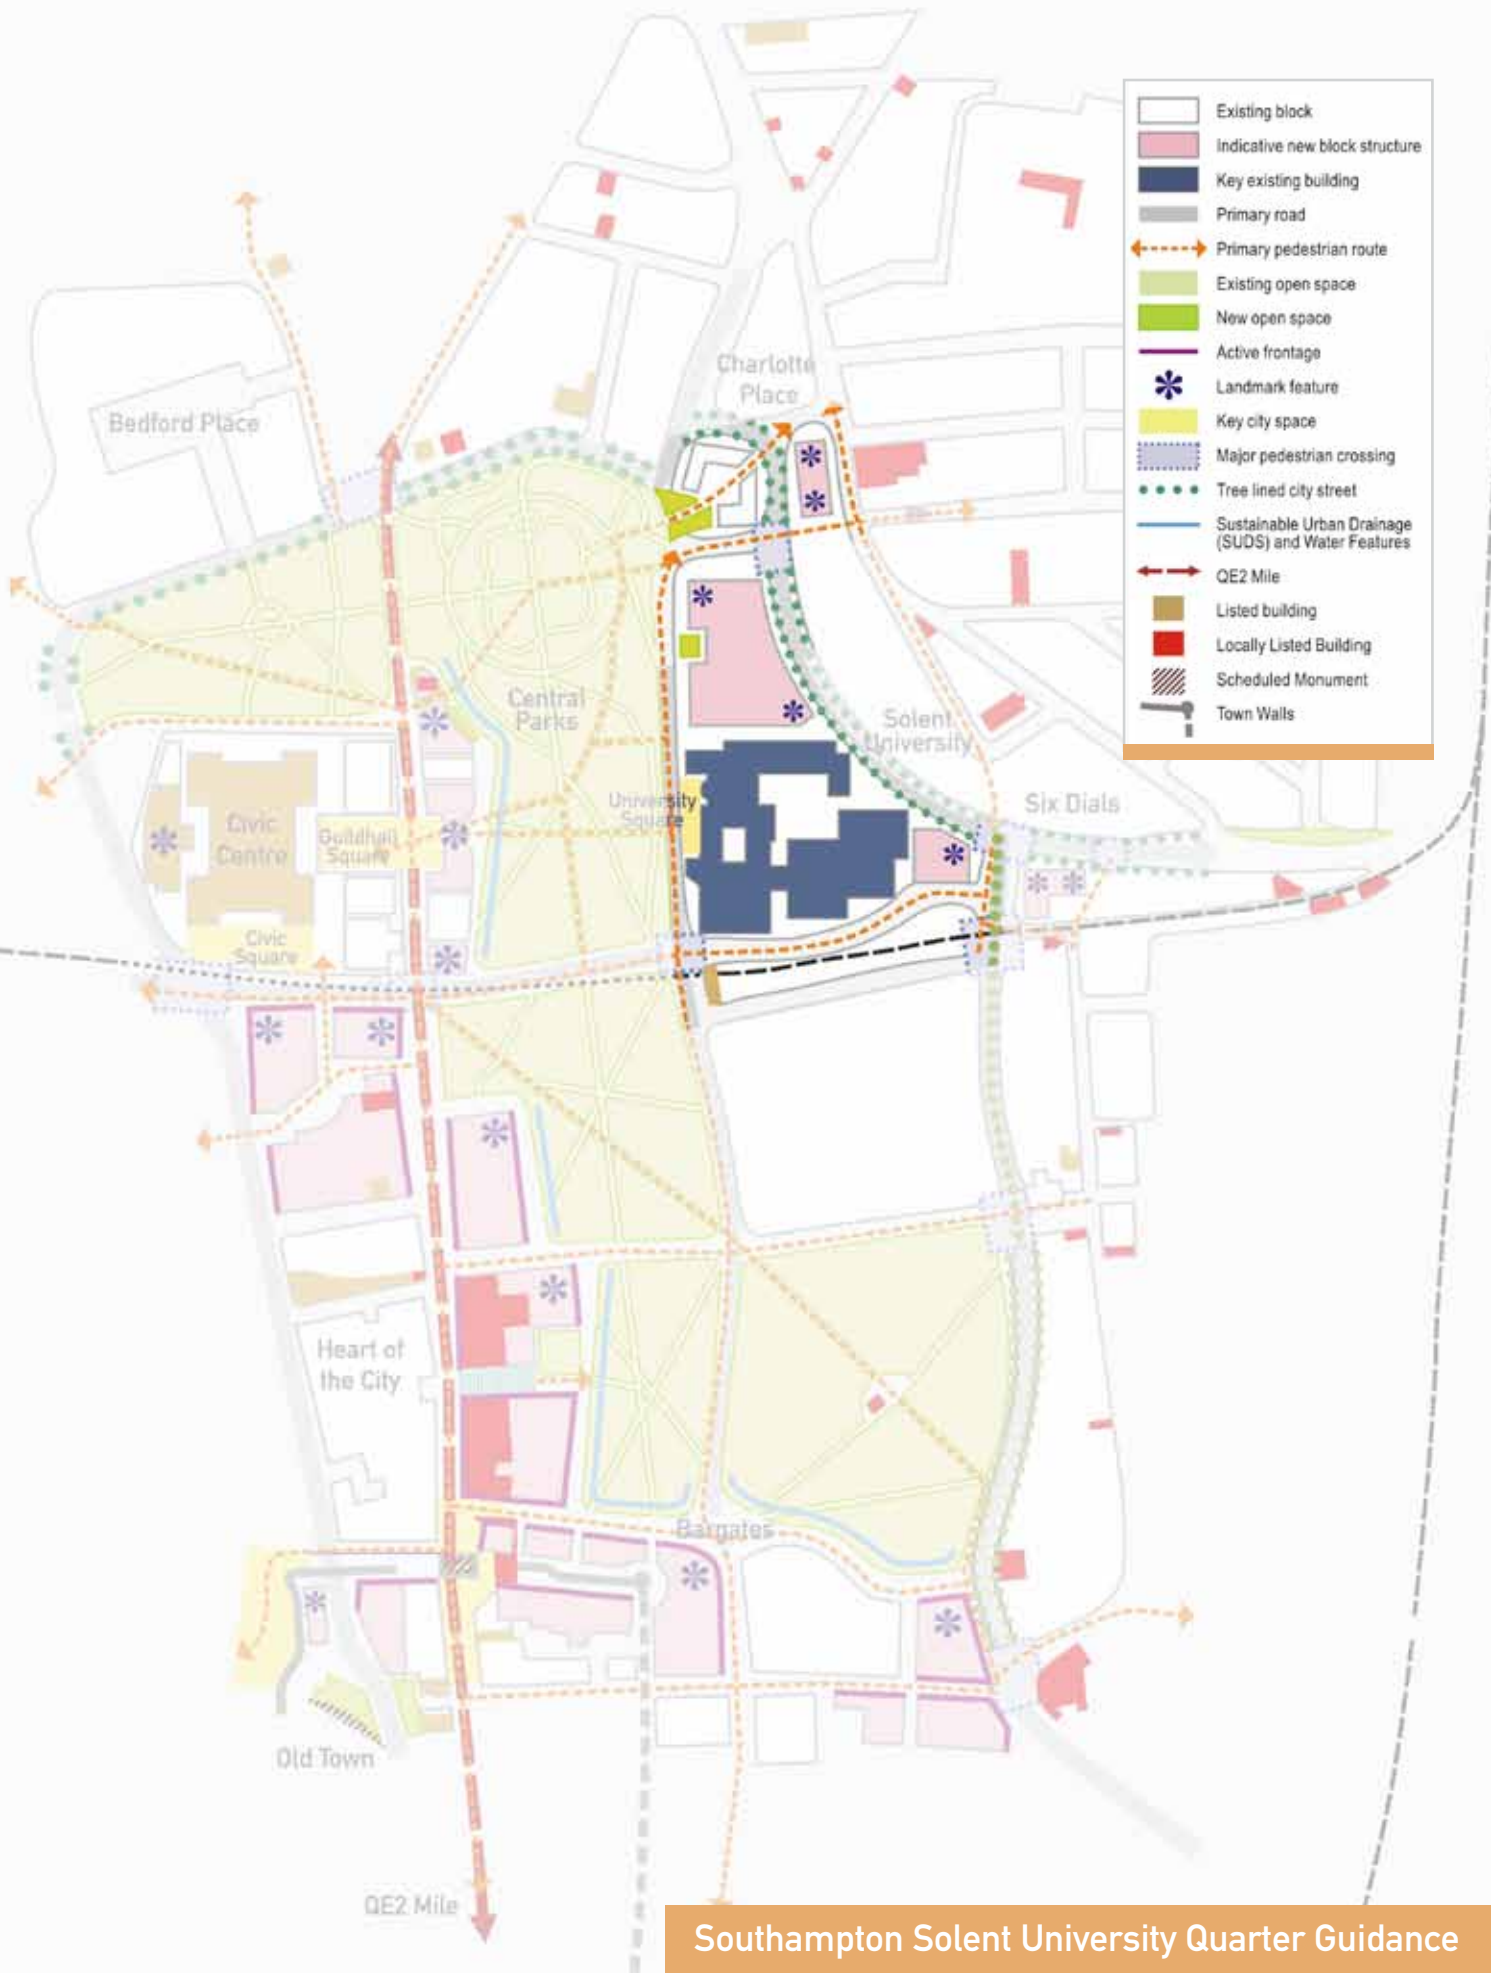 Existing block
Indicative new block structure
Key existing building
Primary road
Primary pedestrian route
Existing open space
New open space
Active frontage
Landmark feature
Key city space
Major pedestrian crossing
Tree lined city street
Sustainable Urban Drainage
(SUDS) and Water Features
QE2 Mile
Listed building
Locally Listed Building
Scheduled Monument
Town Walls
Charlotte
Place
Bedford Place
Central
Parks
Solent
University
University
Square
Six Dials
Civic
Centre
Guildhall
Square
Civic
Square
Heart of
the City
Bargates
Old Town
QE2 Mile
Southampton Solent University Quarter Guidance